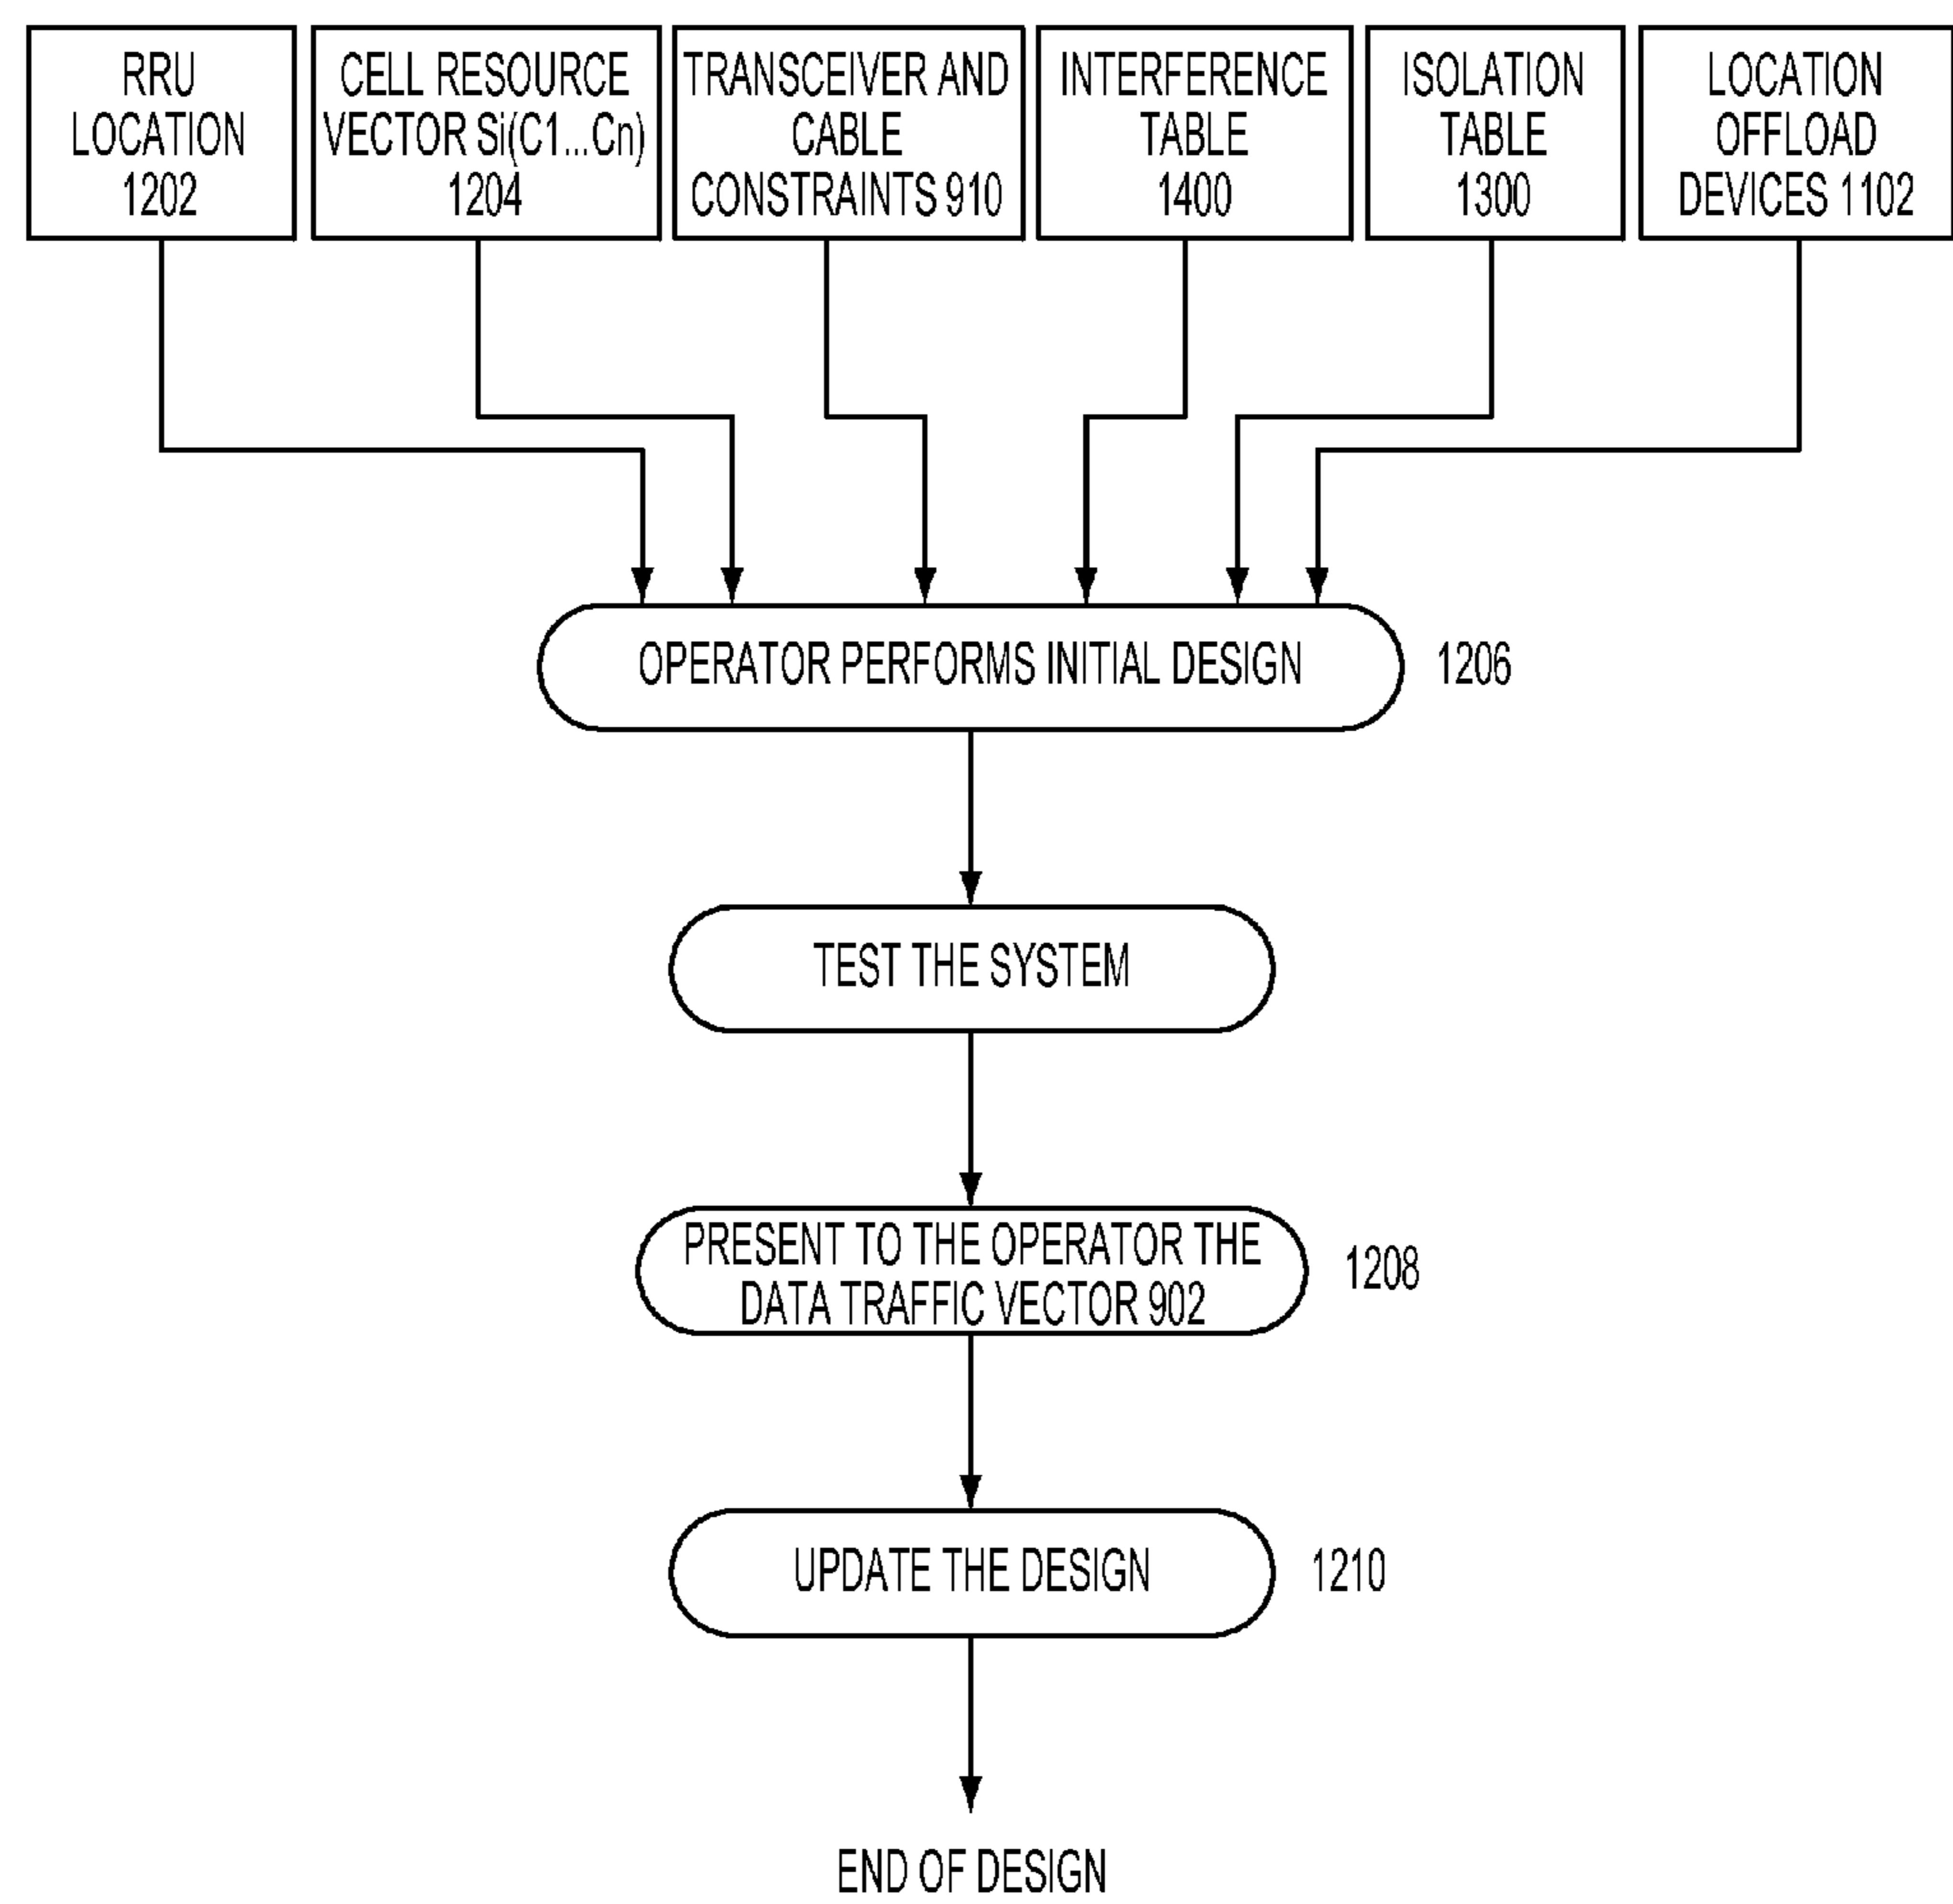 RRU
LOCATION
1202
CELL RESOURCE
VECTOR Si(C1...Cn)
1204
TRANSCEIVER AND
CABLE
CONSTRAINTS 910
INTERFERENCE
TABLE
1400
ISOLATION
TABLE
1300
LOCATION
OFFLOAD
DEVICES 1102
OPERATOR PERFORMS INITIAL DESIGN
1206
TEST THE SYSTEM
PRESENT TO THE OPERATOR THE
DATA TRAFFIC VECTOR 902
1208
UPDATE THE DESIGN
1210
END OF DESIGN